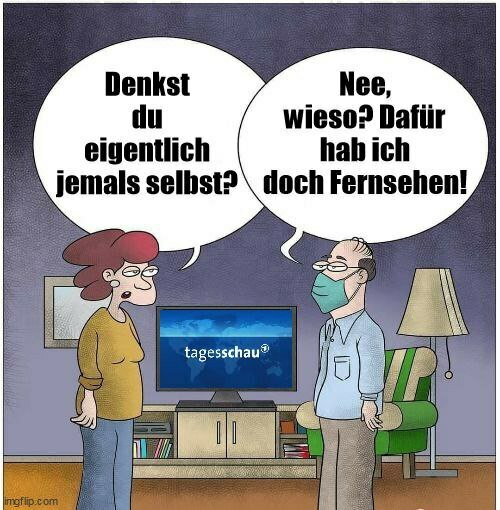 Denkst
du
eigentlich
jemals selbst?
Nee,
wieso? Dafür
hab ich
doch Fernsehen!
tagesschau
imgflip.com